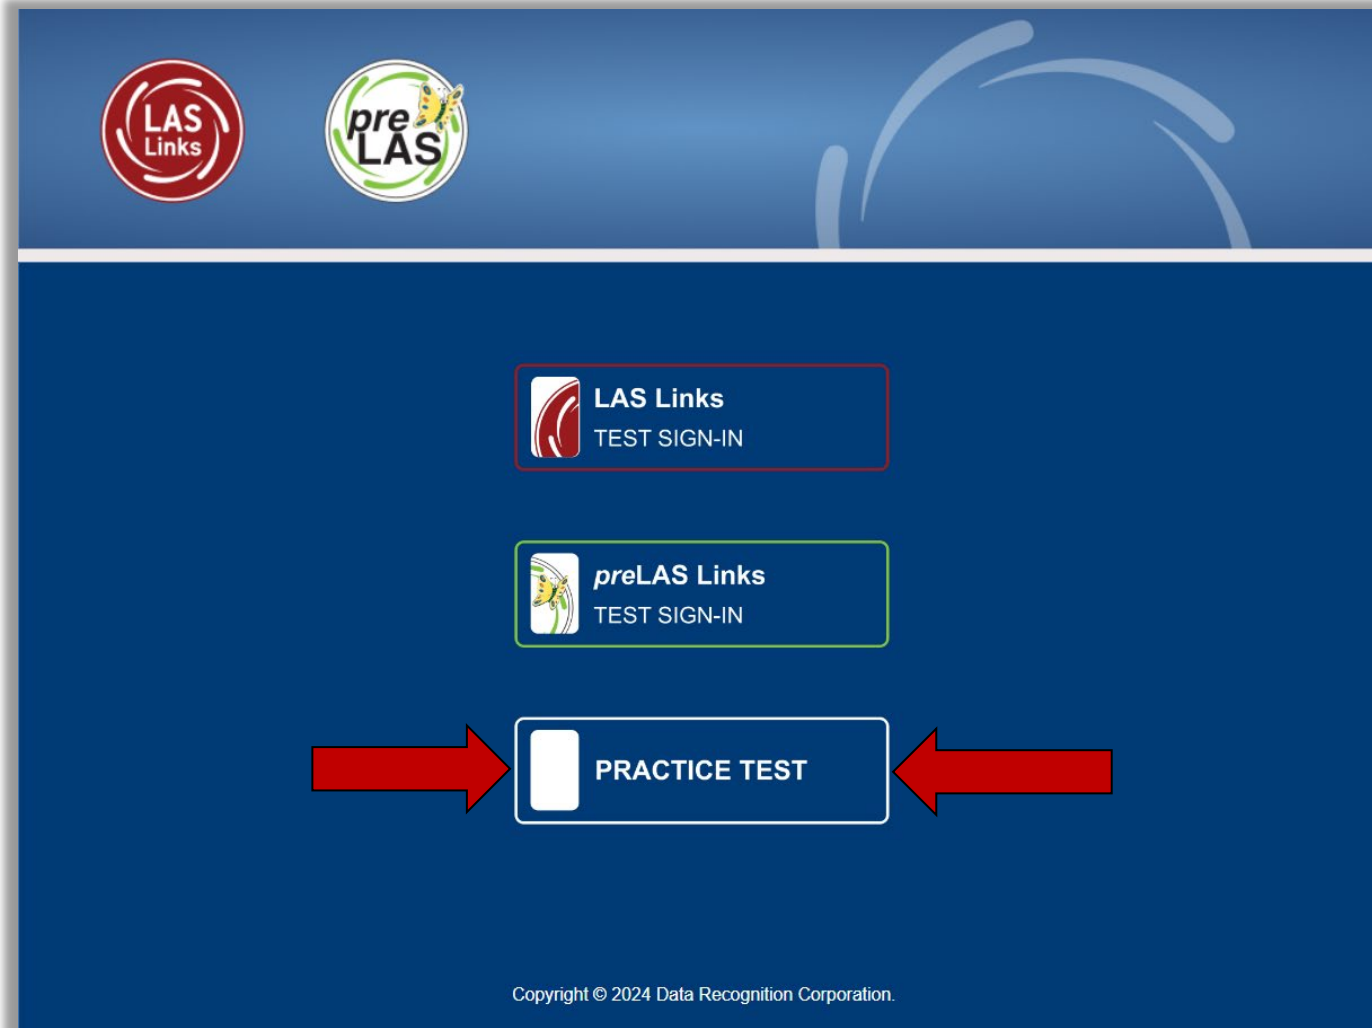 LAS
Links
pre
LAS
LAS Links
TEST SIGN-IN
preLAS Links
TEST SIGN-IN
PRACTICE TEST
Copyright © 2024 Data Recognition Corporation.